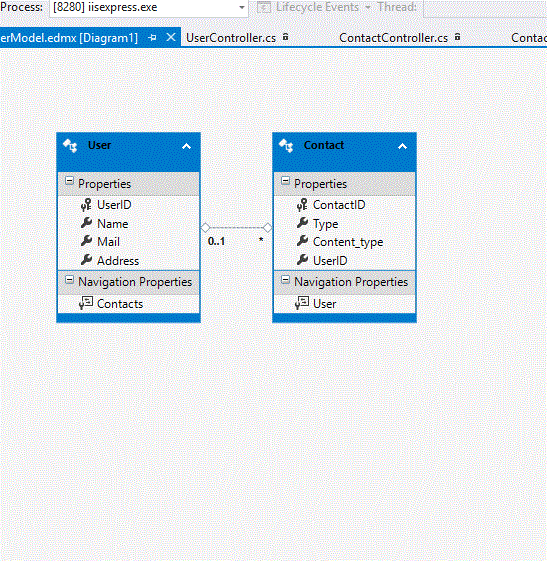 Process: [8280] iisexpress.exe Lifecycle Events Thread:
erModel.edmx [Diagram1] UserController.cs ContactController.cs Contac
User
Properties
UserID
Name
Mail
Address
Navigation Properties
Contacts
0..1 *
Contact
Properties
ContactID
Type
Content_type
UserID
Navigation Properties
User